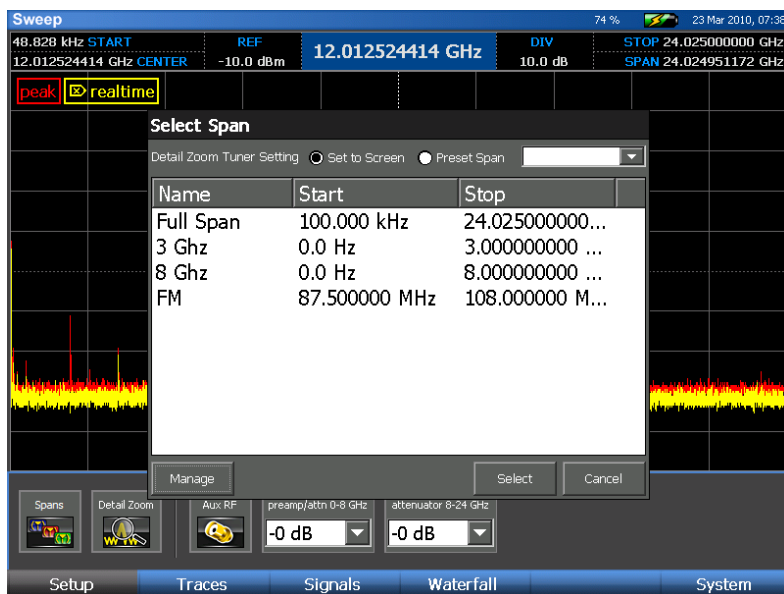 Sweep 74 % 23 Mar 2010, 07:38
48.828 kHz START REF 12.012524414 GHz DIV STOP 24.025000000 GHz
12.012524414 GHz CENTER -10.0 dBm 10.0 dB SPAN 24.024951172 GHz
peak realtime
Select Span
Detail Zoom Tuner Setting Set to Screen Preset Span
Name Start Stop
Full Span 100.000 kHz 24.025000000...
3 Ghz 0.0 Hz 3.000000000 ...
8 Ghz 0.0 Hz 8.000000000 ...
FM 87.500000 MHz 108.000000 M...
Manage Select Cancel
Spans Detail Zoom Aux RF preamp/attn 0-8 GHz attenuator 8-24 GHz
-0 dB -0 dB
Setup Traces Signals Waterfall System